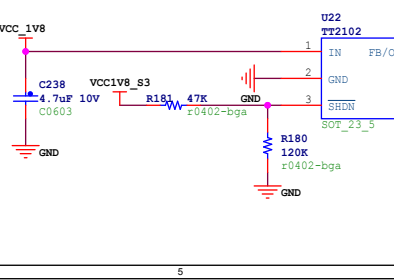 U22
TT2102
VCC_1V8
1 IN FB/O
C238
4.7uF 10V
C0603
VCC1V8_S3
2 GND
GND
R181 47K
r0402-bga
3 SHDN
SOT_23_5
R180
120K
r0402-bga
GND
GND
5